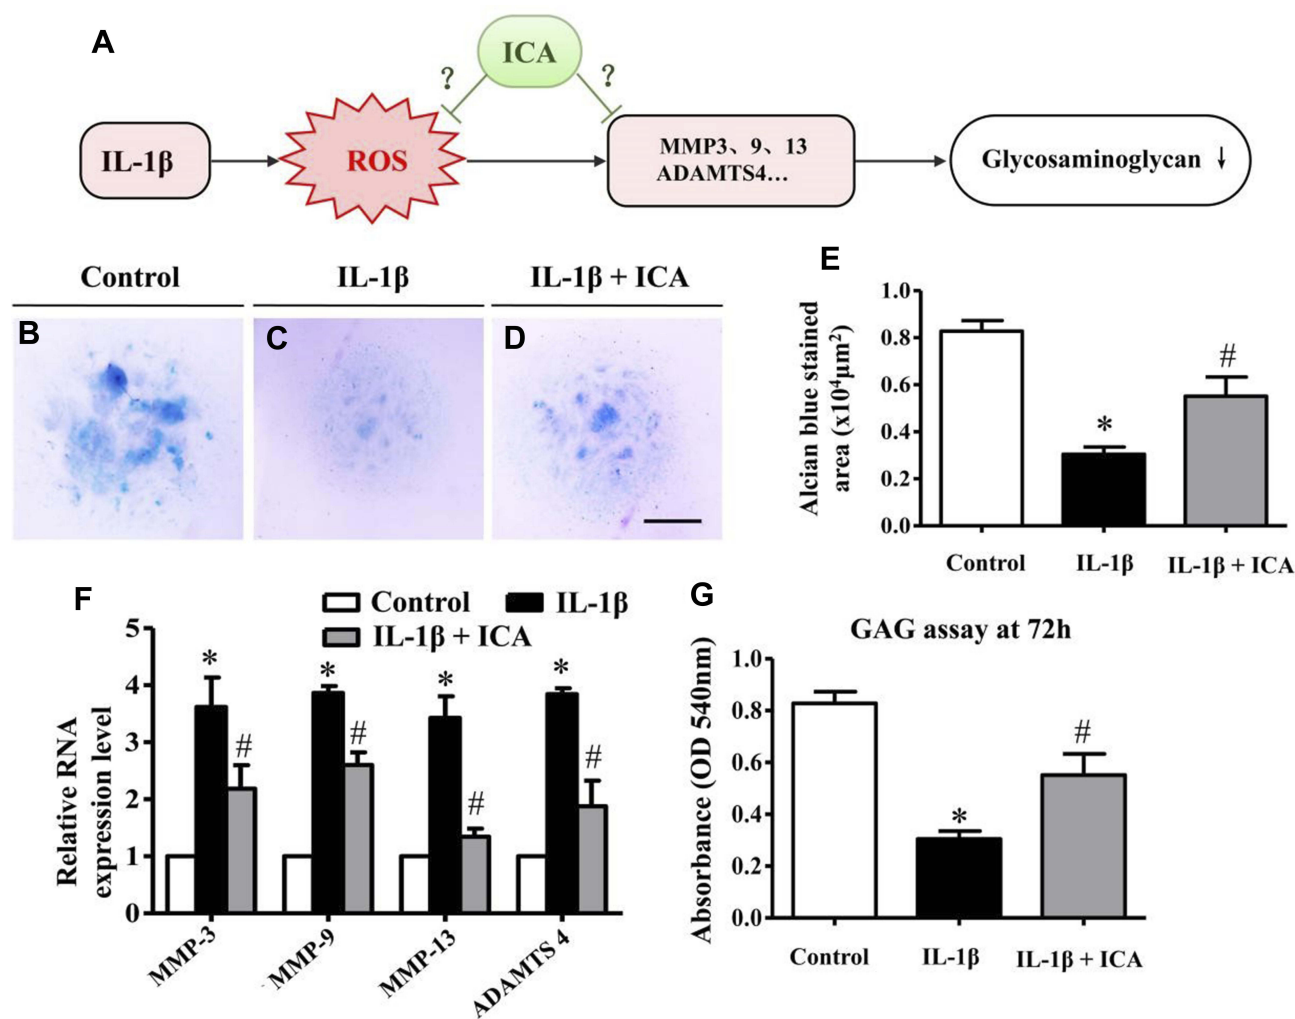 A
ICA
?
?
IL-1β
ROS
MMP3、9、13
ADAMTS4...
Glycosaminoglycan ↓
Control
IL-1β
IL-1β + ICA
B
C
D
E
Alcian blue stained
area (x10⁴μm²)
1.0
0.8
0.6
0.4
0.2
0.0
*
#
Control
IL-1β
IL-1β + ICA
F
Control
IL-1β
IL-1β + ICA
Relative RNA
expression level
5
4
3
2
1
0
*
#
*
#
*
#
*
#
MMP-3
MMP-9
MMP-13
ADAMTS 4
G
GAG assay at 72h
Absorbance (OD 540nm)
1.0
0.8
0.6
0.4
0.2
0.0
*
#
Control
IL-1β
IL-1β + ICA